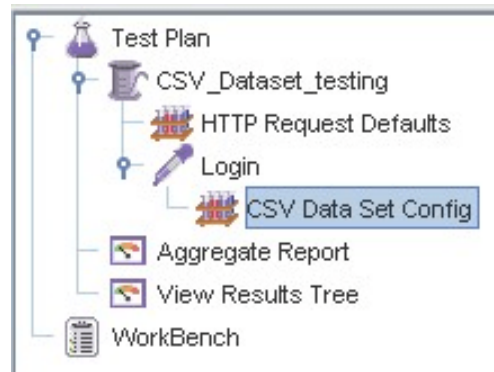 Test Plan
CSV_Dataset_testing
HTTP Request Defaults
Login
CSV Data Set Config
Aggregate Report
View Results Tree
WorkBench